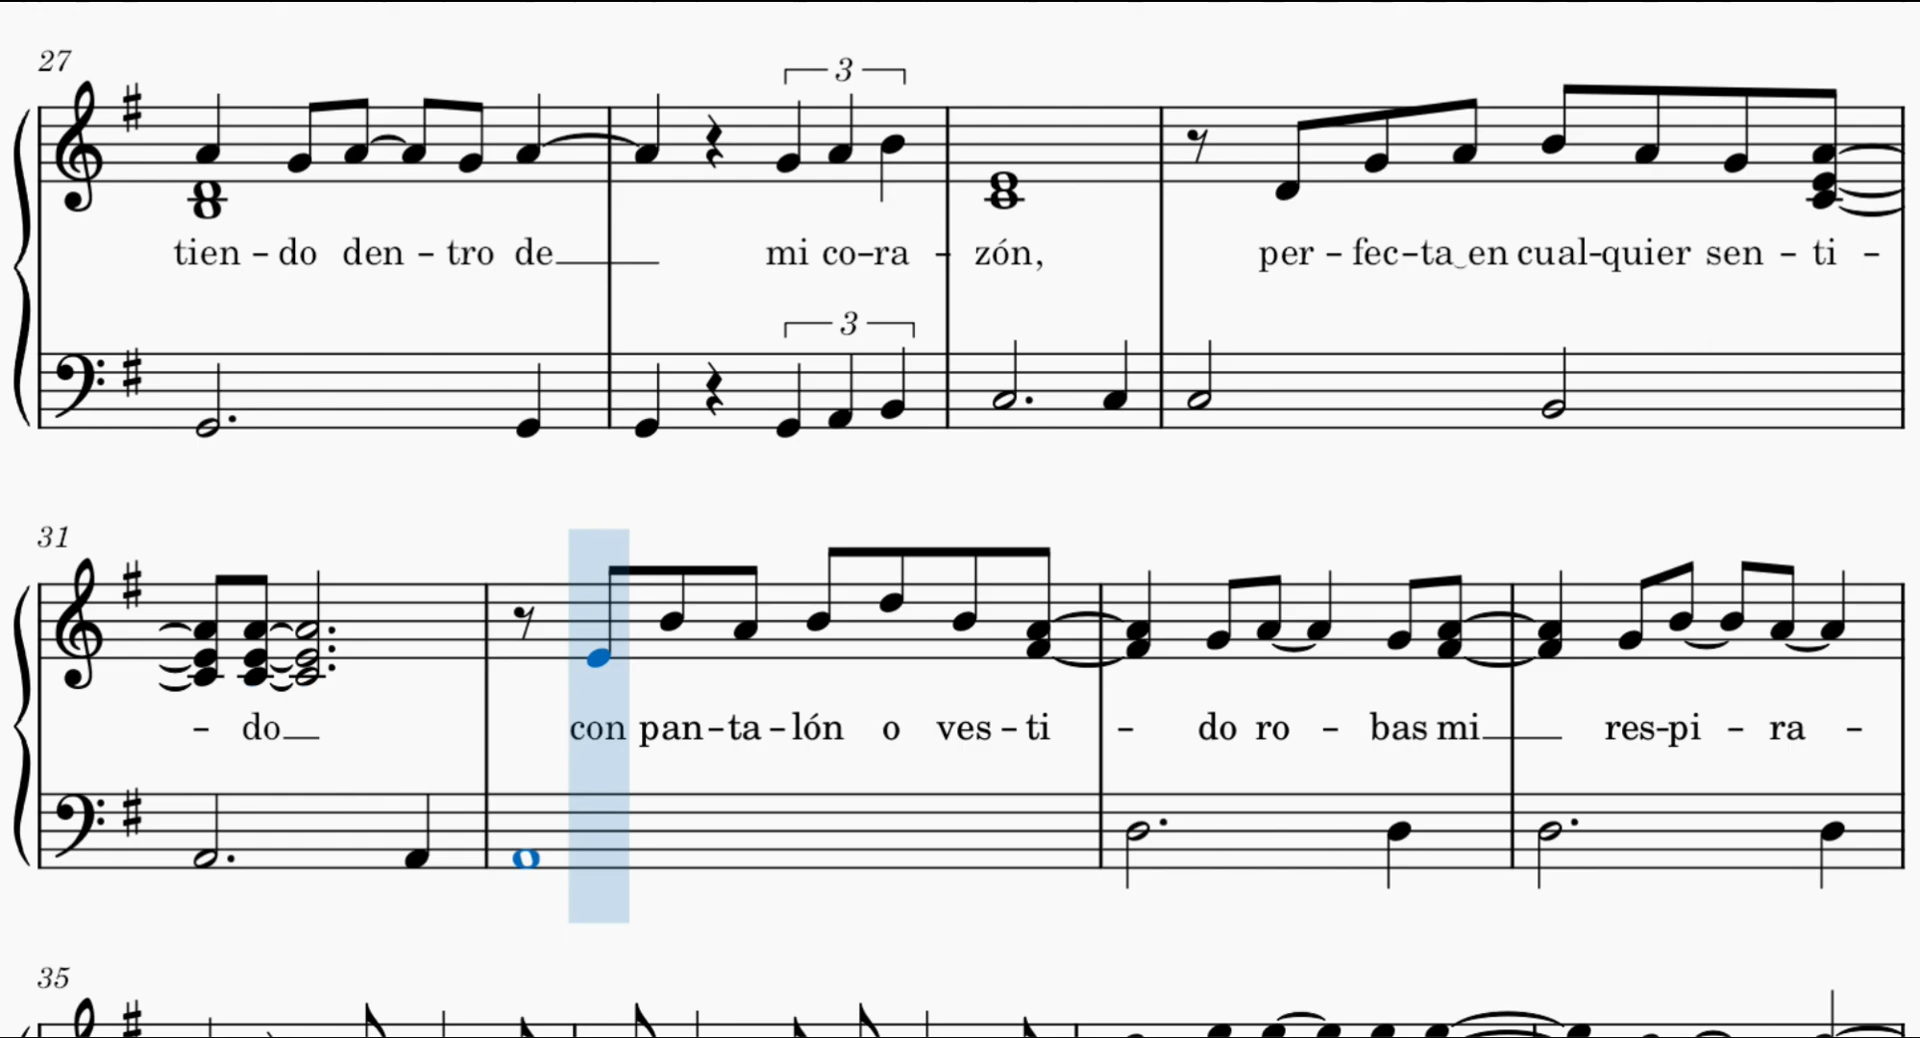 27
3
tien - do den - tro de mi co-ra - zón, per - fec-ta‿en cual-quier sen - ti -
3
31
- do con pan-ta-lón o ves-ti - do ro - bas mi res-pi - ra -
35